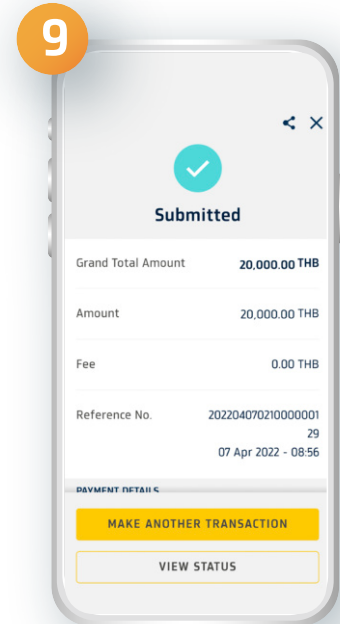 9
Submitted
Grand Total Amount 20,000.00 THB
Amount 20,000.00 THB
Fee 0.00 THB
Reference No. 202204070210000001
29
07 Apr 2022 - 08:56
PAYMENT DETAILS
MAKE ANOTHER TRANSACTION
VIEW STATUS